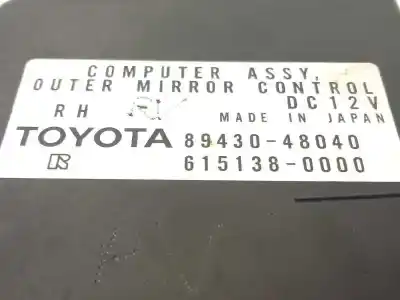 COMPUTER ASSY,
OUTER MIRROR CONTROL
RH DC12V
MADE IN JAPAN
TOYOTA 89430-48040
R 615138-0000